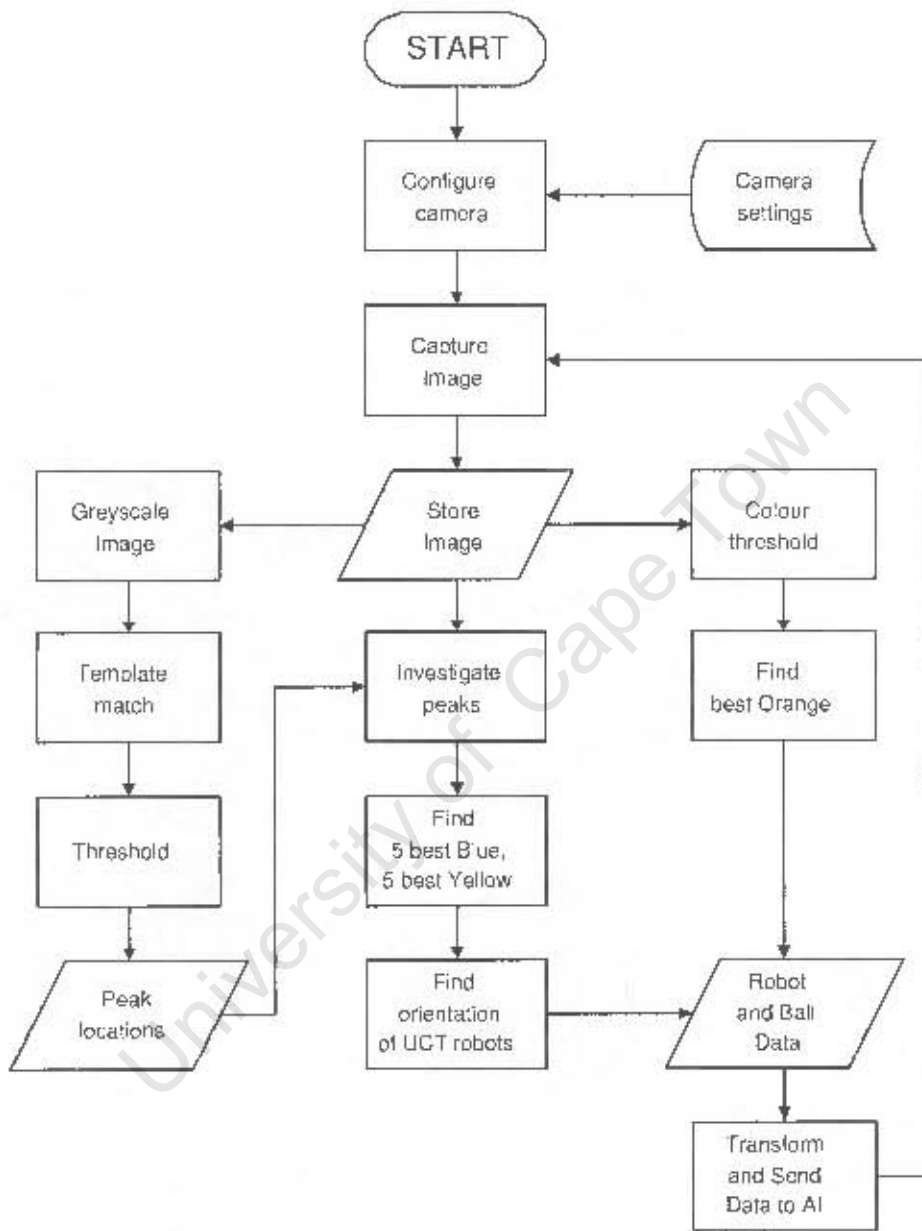 START
Configure
camera
Camera
settings
Capture
Image
Greyscale
Image
Store
Image
Colour
threshold
Template
match
Investigate
peaks
Find
best Orange
Threshold
Find
5 best Blue,
5 best Yellow
Peak
locations
Find
orientation
of UCT robots
Robot
and Ball
Data
Transform
and Send
Data to AI
University of Cape Town